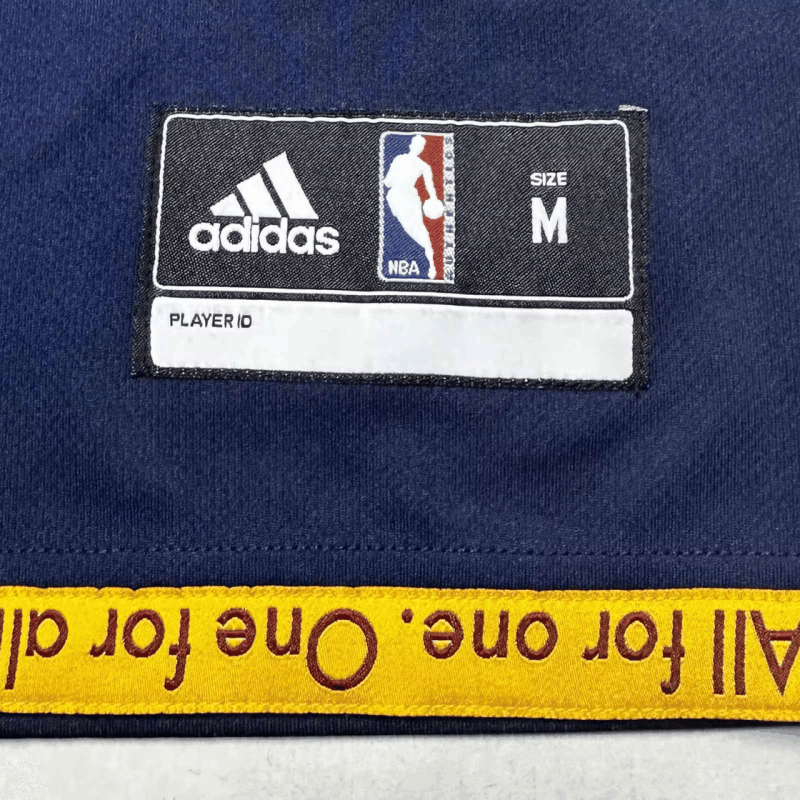 adidas
NBA
AUTHENTICS
SIZE
M
PLAYER ID
All for one. One for all